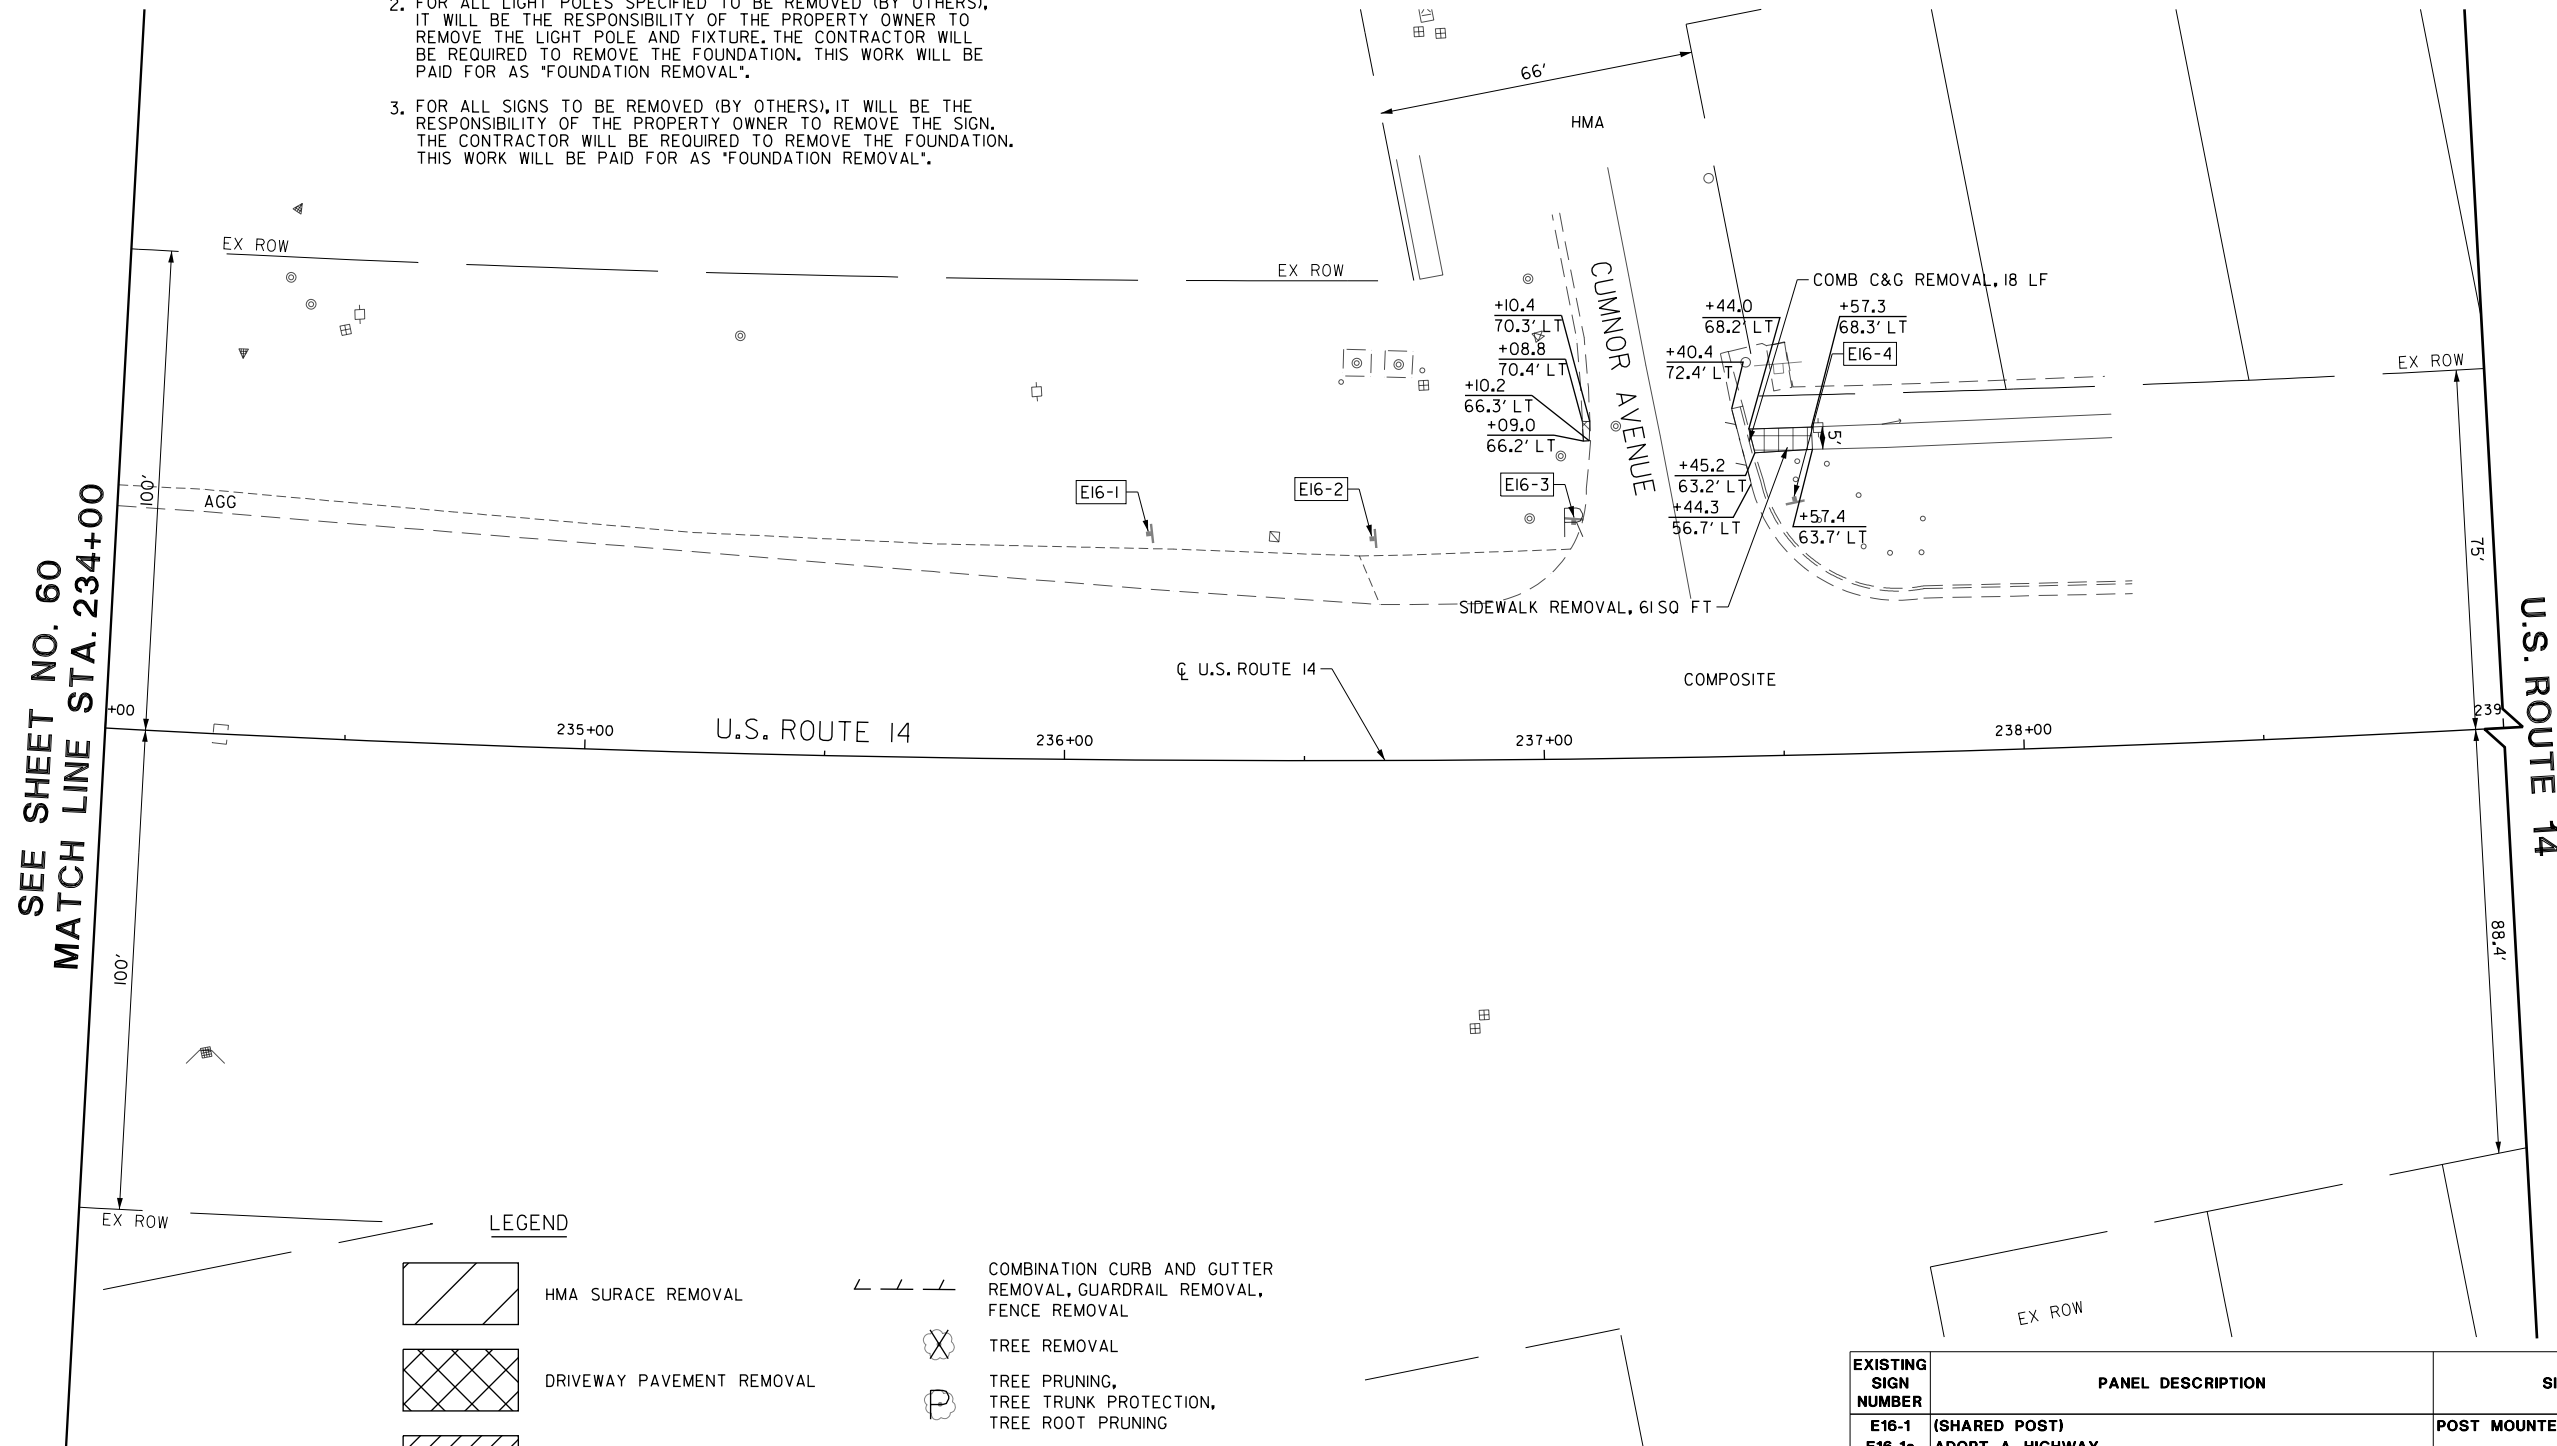 2. FOR ALL LIGHT POLES SPECIFIED TO BE REMOVED (BY OTHERS),
IT WILL BE THE RESPONSIBILITY OF THE PROPERTY OWNER TO
REMOVE THE LIGHT POLE AND FIXTURE. THE CONTRACTOR WILL
BE REQUIRED TO REMOVE THE FOUNDATION. THIS WORK WILL BE
PAID FOR AS "FOUNDATION REMOVAL".
3. FOR ALL SIGNS TO BE REMOVED (BY OTHERS), IT WILL BE THE
RESPONSIBILITY OF THE PROPERTY OWNER TO REMOVE THE SIGN.
THE CONTRACTOR WILL BE REQUIRED TO REMOVE THE FOUNDATION.
THIS WORK WILL BE PAID FOR AS "FOUNDATION REMOVAL".
66'
HMA
EX ROW
EX ROW
CUMNOR AVENUE
COMB C&G REMOVAL, 18 LF
+10.4
70.3' LT
+08.8
70.4' LT
+10.2
66.3' LT
+09.0
66.2' LT
+44.0
68.2' LT
+57.3
68.3' LT
+40.4
72.4' LT
E16-4
EX ROW
5'
+45.2
63.2' LT
+44.3
56.7' LT
+57.4
63.7' LT
100'
AGG
E16-1
E16-2
E16-3
75'
SIDEWALK REMOVAL, 61 SQ FT
SEE SHEET NO. 60
MATCH LINE STA. 234+00
℄ U.S. ROUTE 14
COMPOSITE
U.S. ROUTE 14
+00
235+00
U.S. ROUTE 14
236+00
237+00
238+00
239
100'
88.4'
EX ROW
LEGEND
HMA SURACE REMOVAL
DRIVEWAY PAVEMENT REMOVAL
COMBINATION CURB AND GUTTER
REMOVAL, GUARDRAIL REMOVAL,
FENCE REMOVAL
TREE REMOVAL
P
TREE PRUNING,
TREE TRUNK PROTECTION,
TREE ROOT PRUNING
EX ROW
EXISTING
SIGN
NUMBER
PANEL DESCRIPTION
SI
E16-1 (SHARED POST) POST MOUNTE
E16-1a ADOPT A HIGHWAY